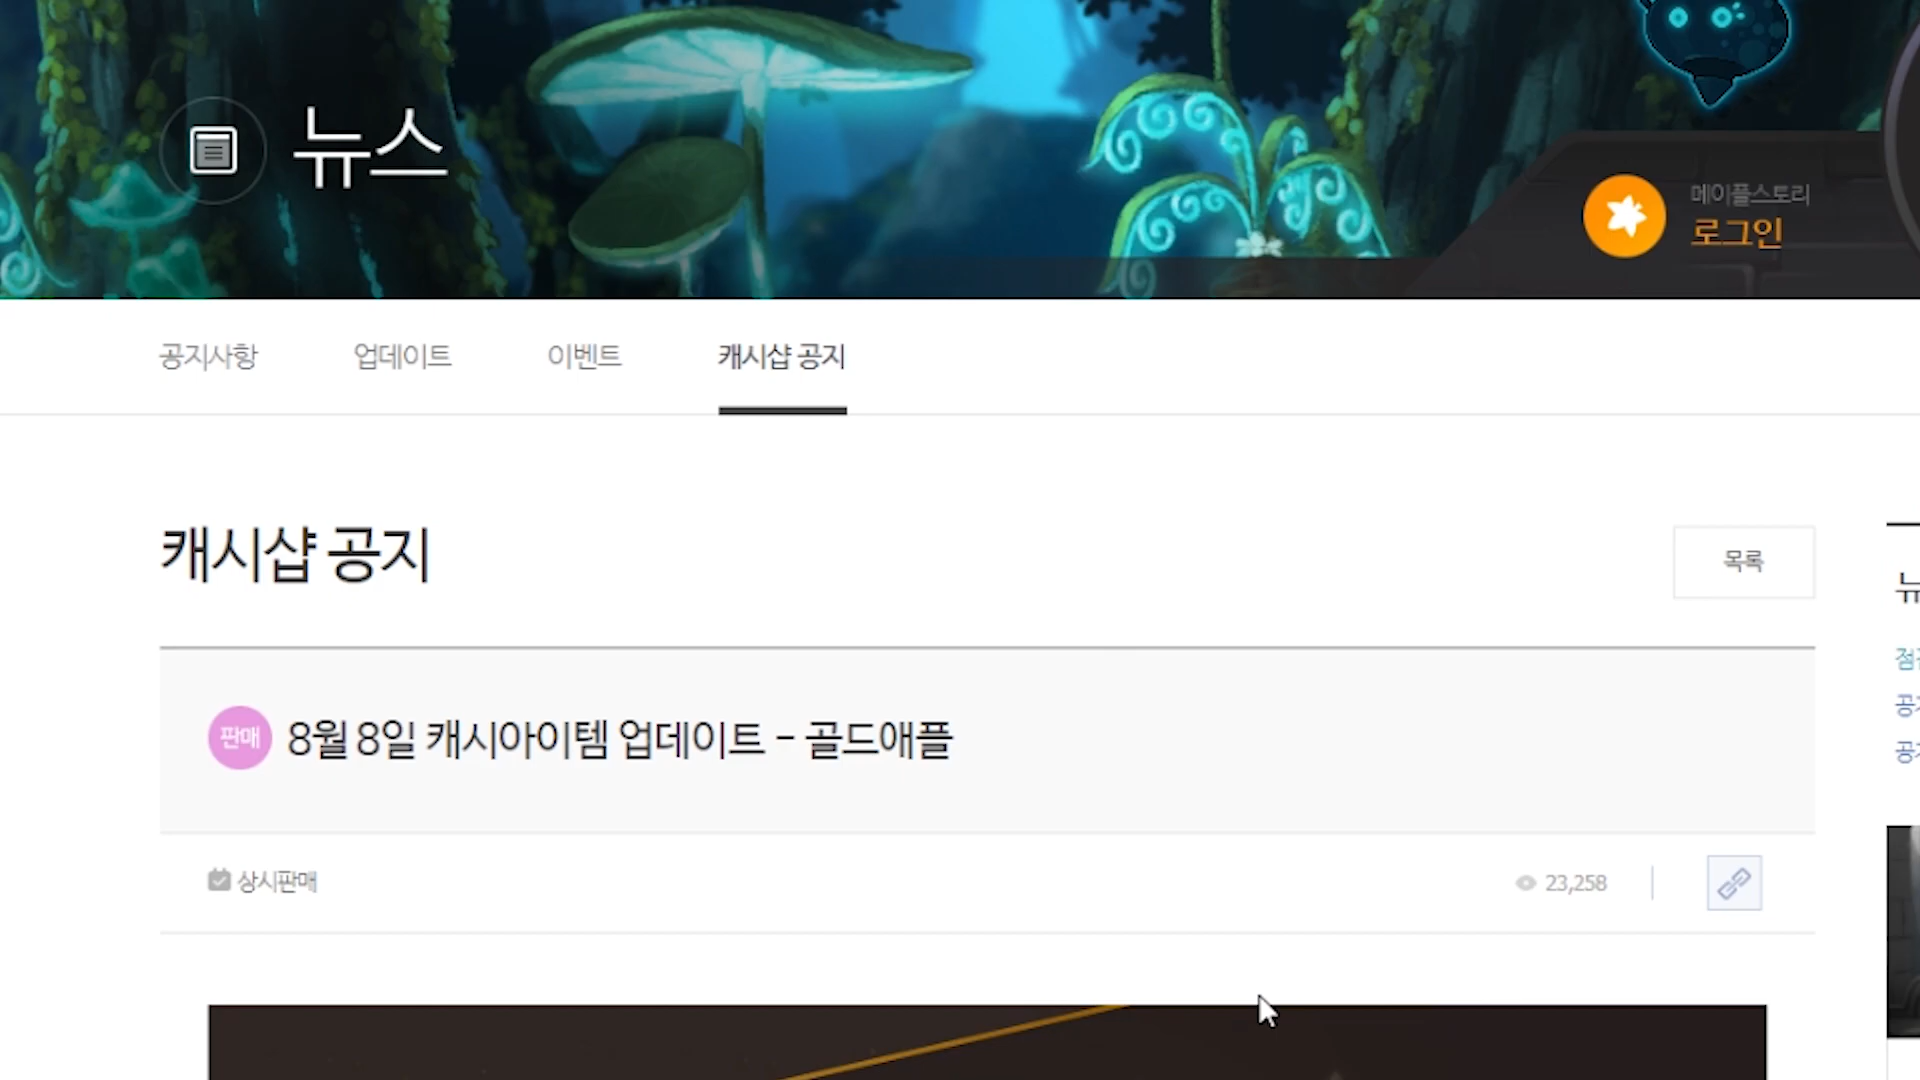 뉴스
메이플스토리
로그인
공지사항 업데이트 이벤트 캐시샵 공지
캐시샵 공지
목록
판매 8월 8일 캐시아이템 업데이트 - 골드애플
상시판매
23,258